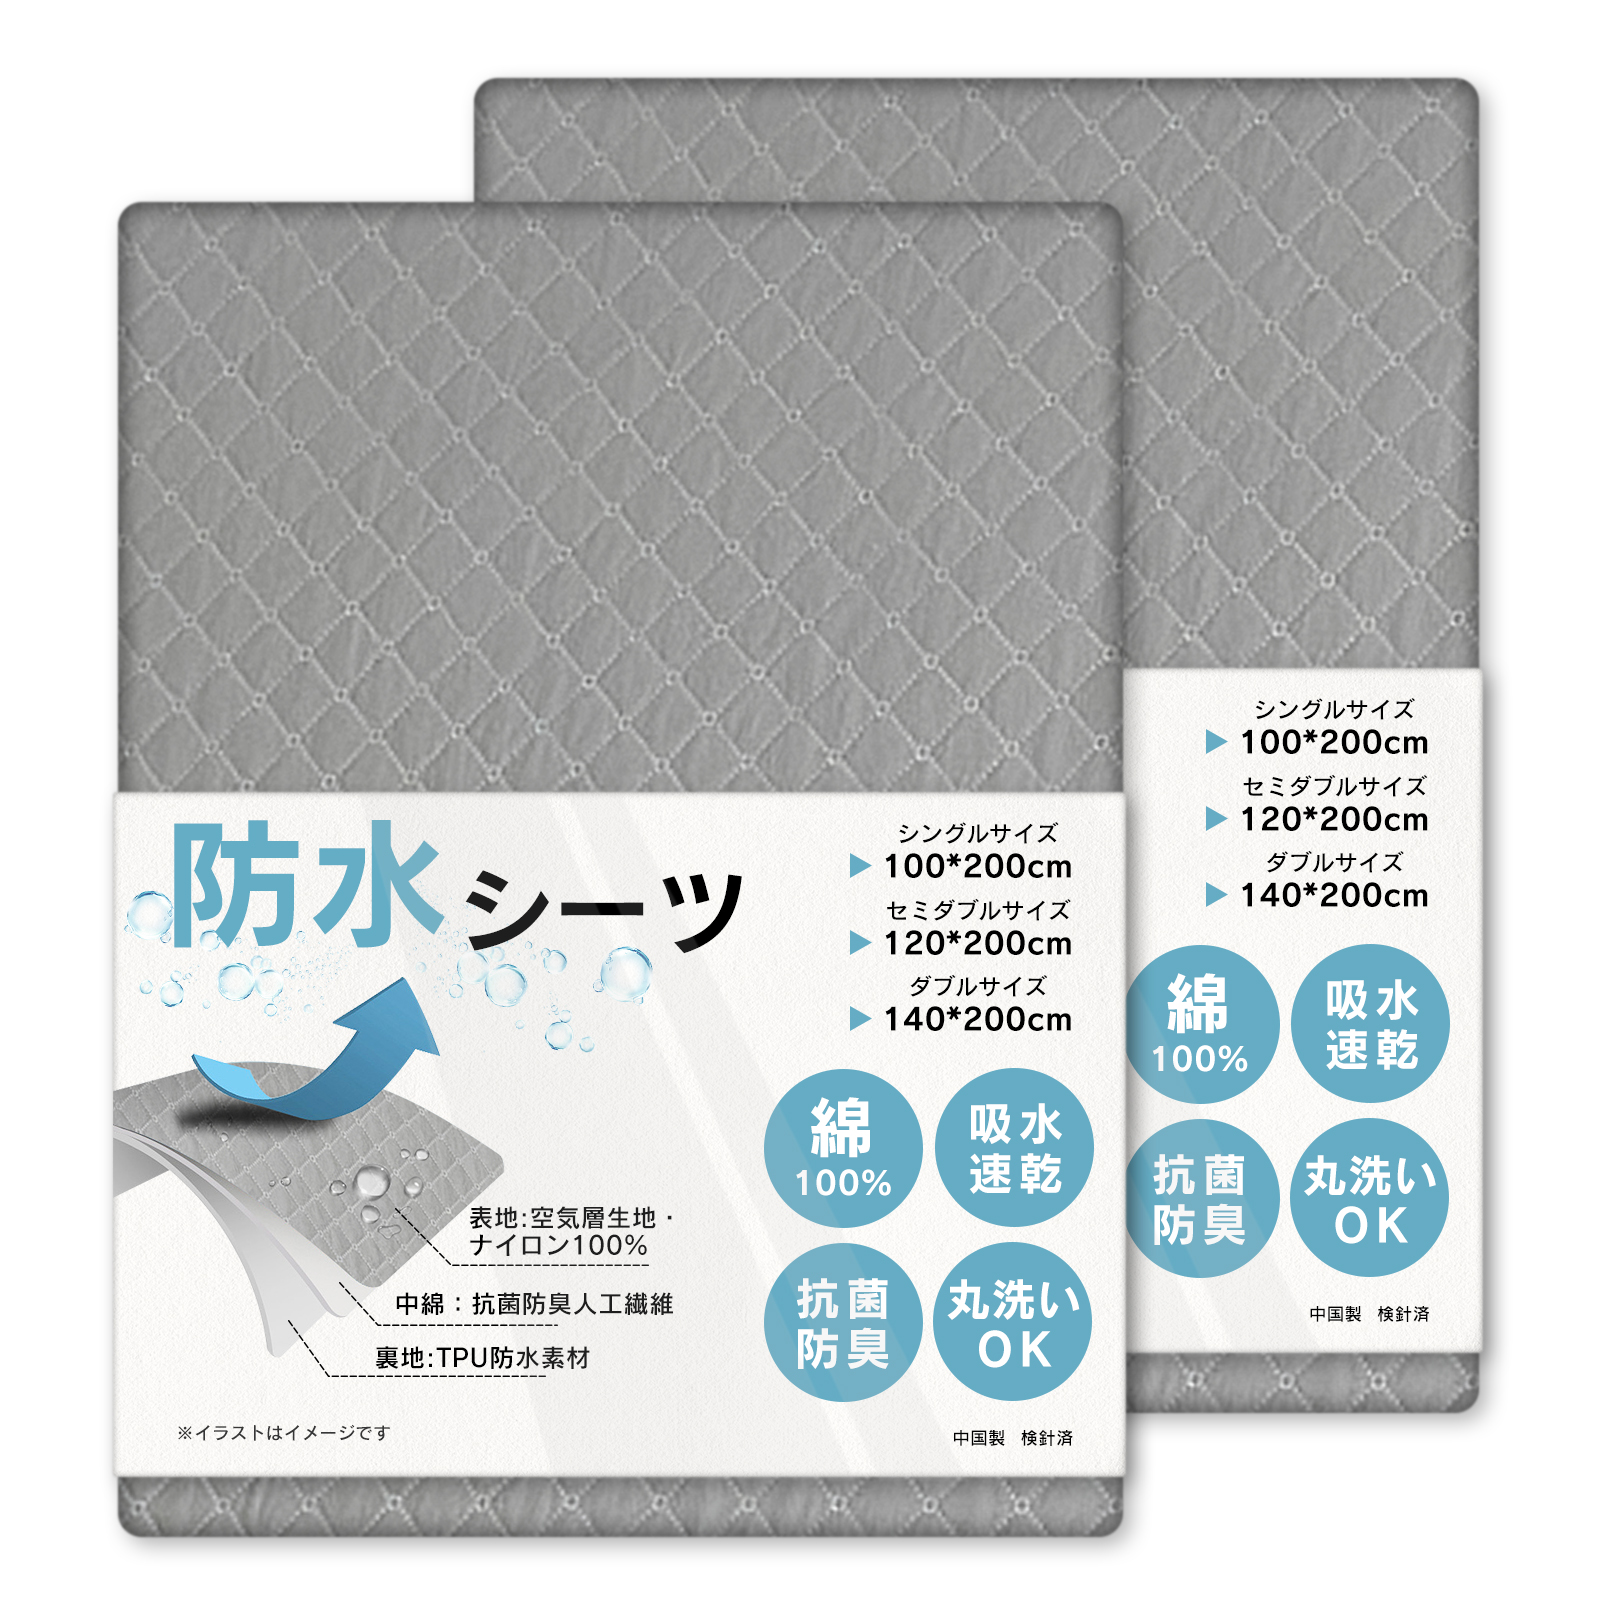 防水シーツ
シングルサイズ
▶100*200cm
セミダブルサイズ
▶120*200cm
ダブルサイズ
▶140*200cm
綿
100%
吸水
速乾
抗菌
防臭
丸洗い
OK
表地:空気層生地・
ナイロン100%
中綿：抗菌防臭人工繊維
裏地:TPU防水素材
※イラストはイメージです
中国製 検針済
シングルサイズ
▶100*200cm
セミダブルサイズ
▶120*200cm
ダブルサイズ
▶140*200cm
綿
100%
吸水
速乾
抗菌
防臭
丸洗い
OK
中国製 検針済